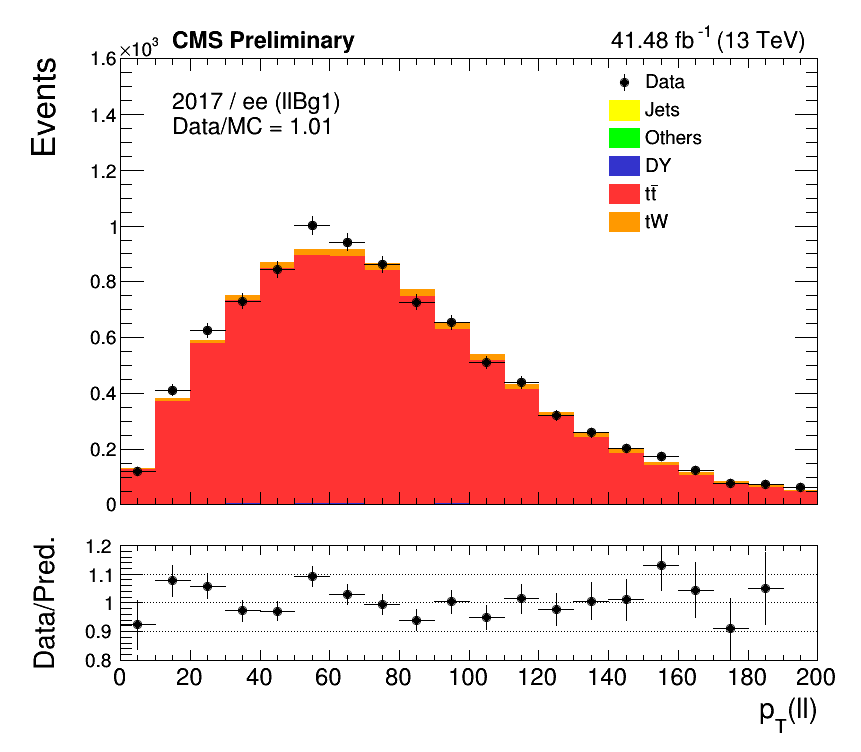 CMS Preliminary 41.48 fb⁻¹ (13 TeV)
×10³
Events
2017 / ee (llBg1)
Data/MC = 1.01
Data
Jets
Others
DY
tt̄
tW
1.6
1.4
1.2
1
0.8
0.6
0.4
0.2
0
Data/Pred.
1.2
1.1
1
0.9
0.8
0 20 40 60 80 100 120 140 160 180 200
p_T(ll)